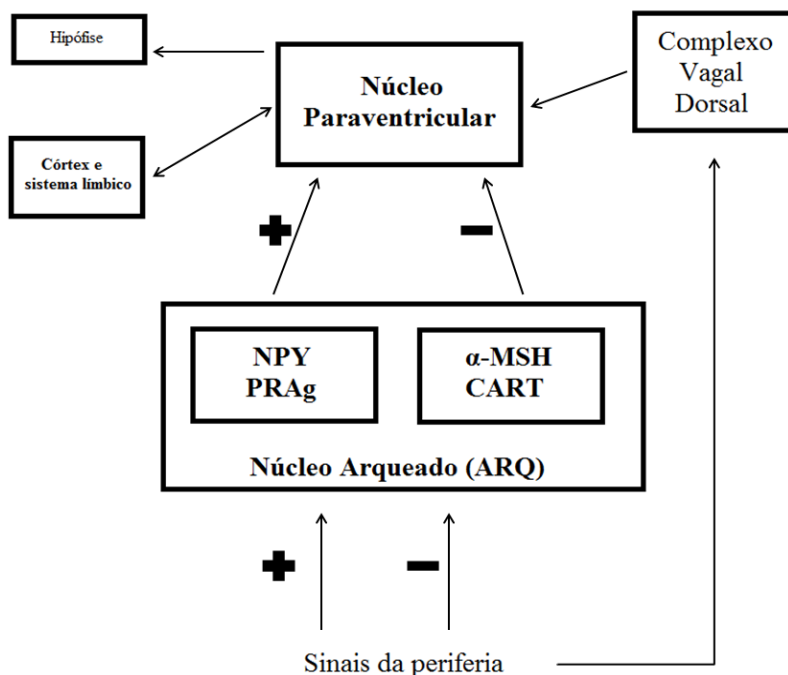 Hipófise
Núcleo
Paraventricular
Complexo
Vagal
Dorsal
Córtex e
sistema límbico
+
−
NPY
PRAg
α-MSH
CART
Núcleo Arqueado (ARQ)
+
−
Sinais da periferia